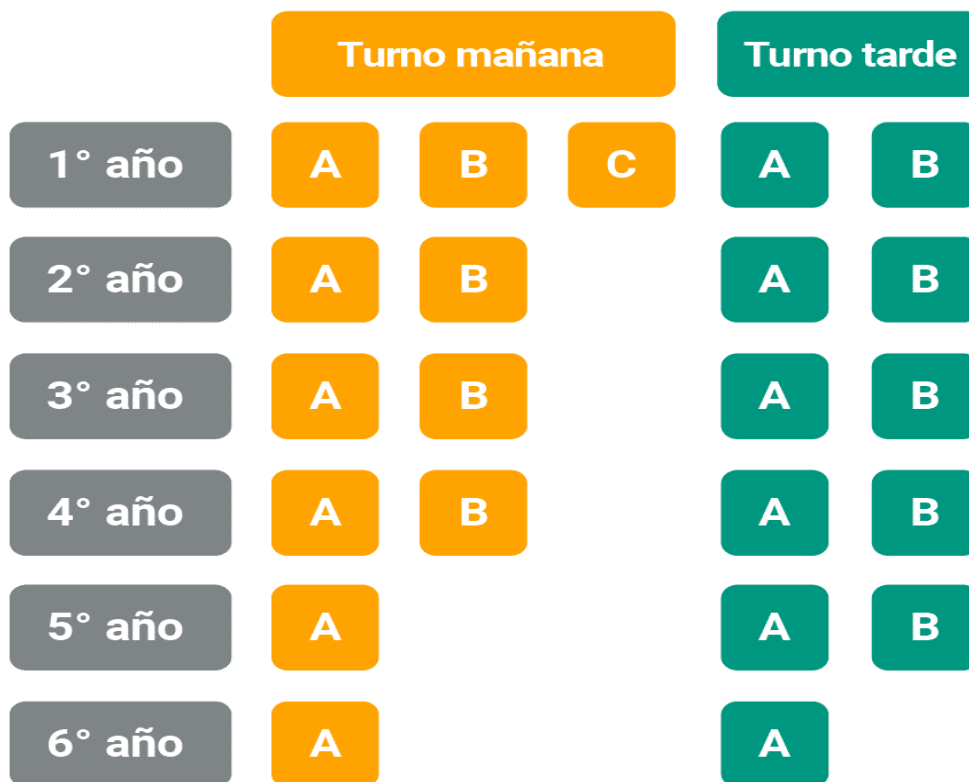 Turno mañana Turno tarde
1° año A B C A B
2° año A B A B
3° año A B A B
4° año A B A B
5° año A A B
6° año A A